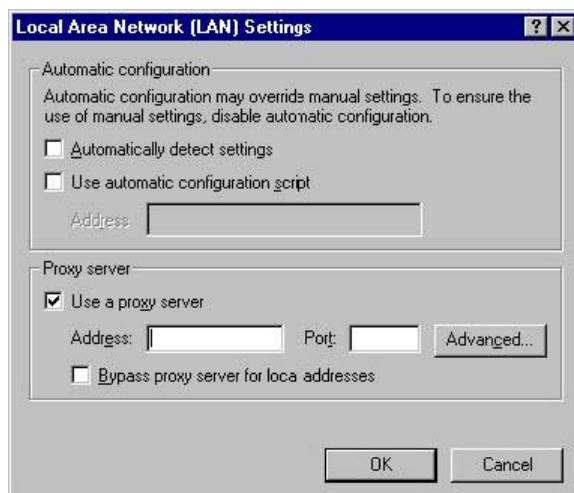 Local Area Network (LAN) Settings
Automatic configuration
Automatic configuration may override manual settings. To ensure the
use of manual settings, disable automatic configuration.
Automatically detect settings
Use automatic configuration script
Address
Proxy server
Use a proxy server
Address: Port: Advanced...
Bypass proxy server for local addresses
OK Cancel